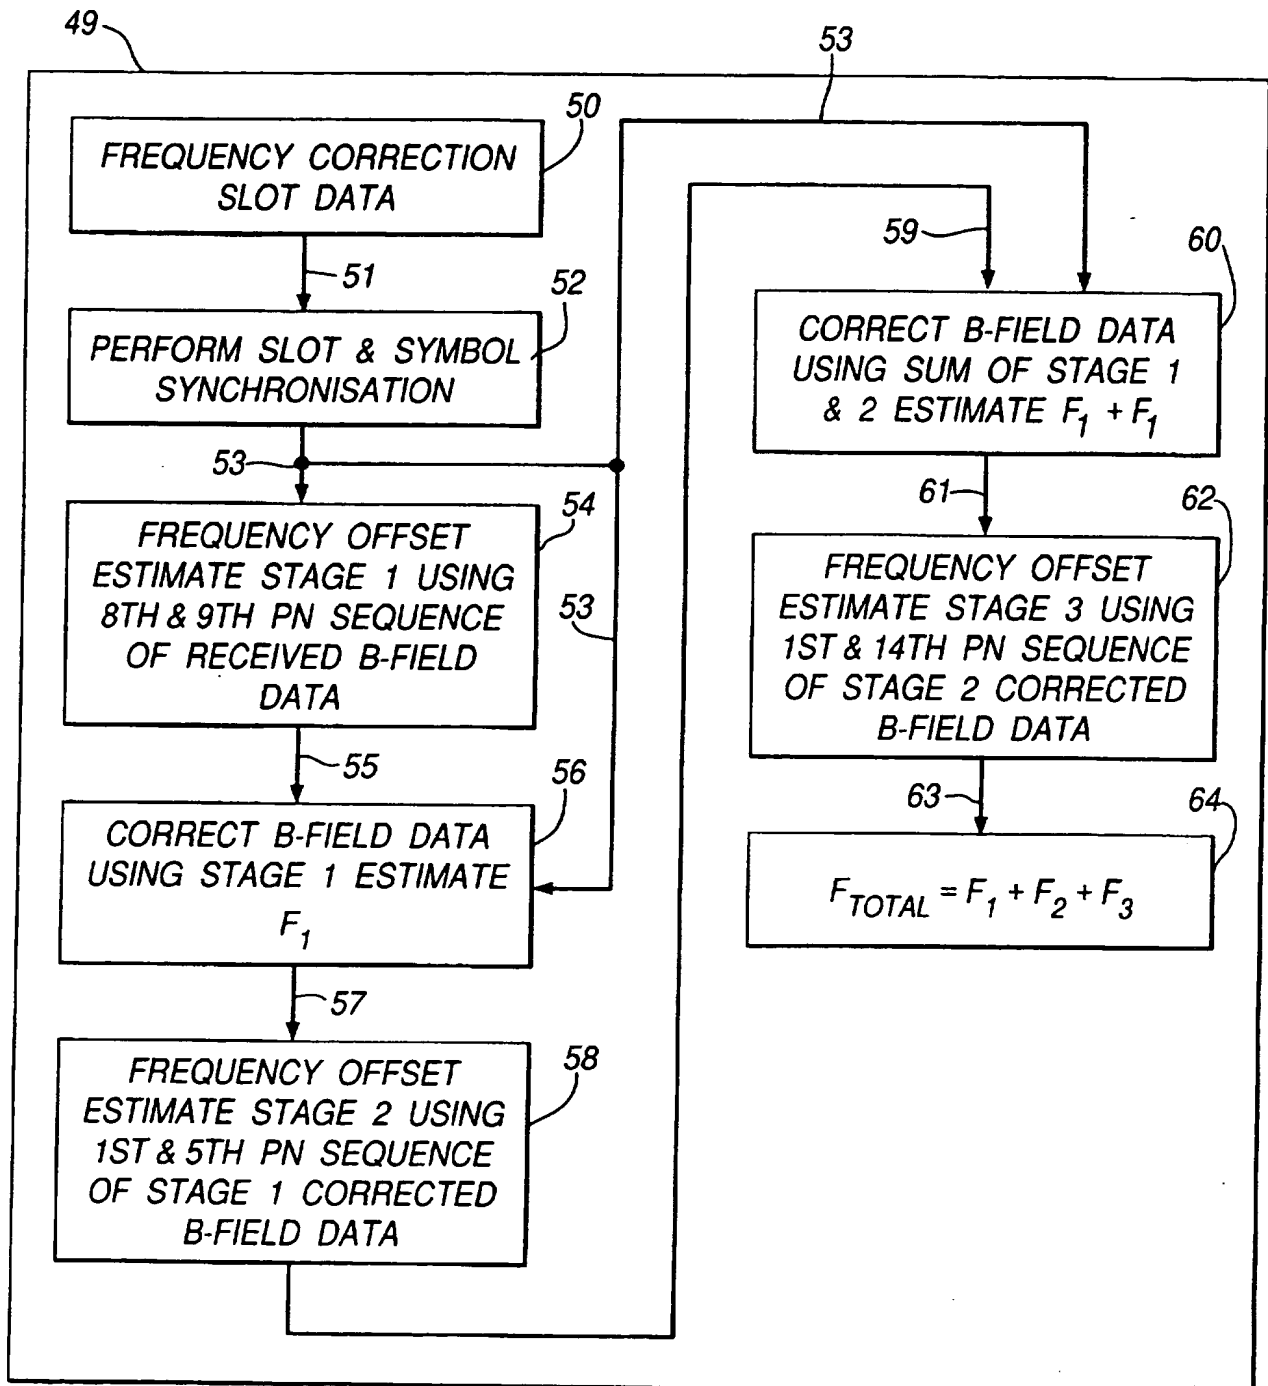 49
53
50
FREQUENCY CORRECTION
SLOT DATA
51
52
PERFORM SLOT & SYMBOL
SYNCHRONISATION
53
54
FREQUENCY OFFSET
ESTIMATE STAGE 1 USING
8TH & 9TH PN SEQUENCE
OF RECEIVED B-FIELD
DATA
53
55
56
CORRECT B-FIELD DATA
USING STAGE 1 ESTIMATE
F1
57
58
FREQUENCY OFFSET
ESTIMATE STAGE 2 USING
1ST & 5TH PN SEQUENCE
OF STAGE 1 CORRECTED
B-FIELD DATA
59
60
CORRECT B-FIELD DATA
USING SUM OF STAGE 1
& 2 ESTIMATE F1 + F1
61
62
FREQUENCY OFFSET
ESTIMATE STAGE 3 USING
1ST & 14TH PN SEQUENCE
OF STAGE 2 CORRECTED
B-FIELD DATA
63
64
FTOTAL = F1 + F2 + F3